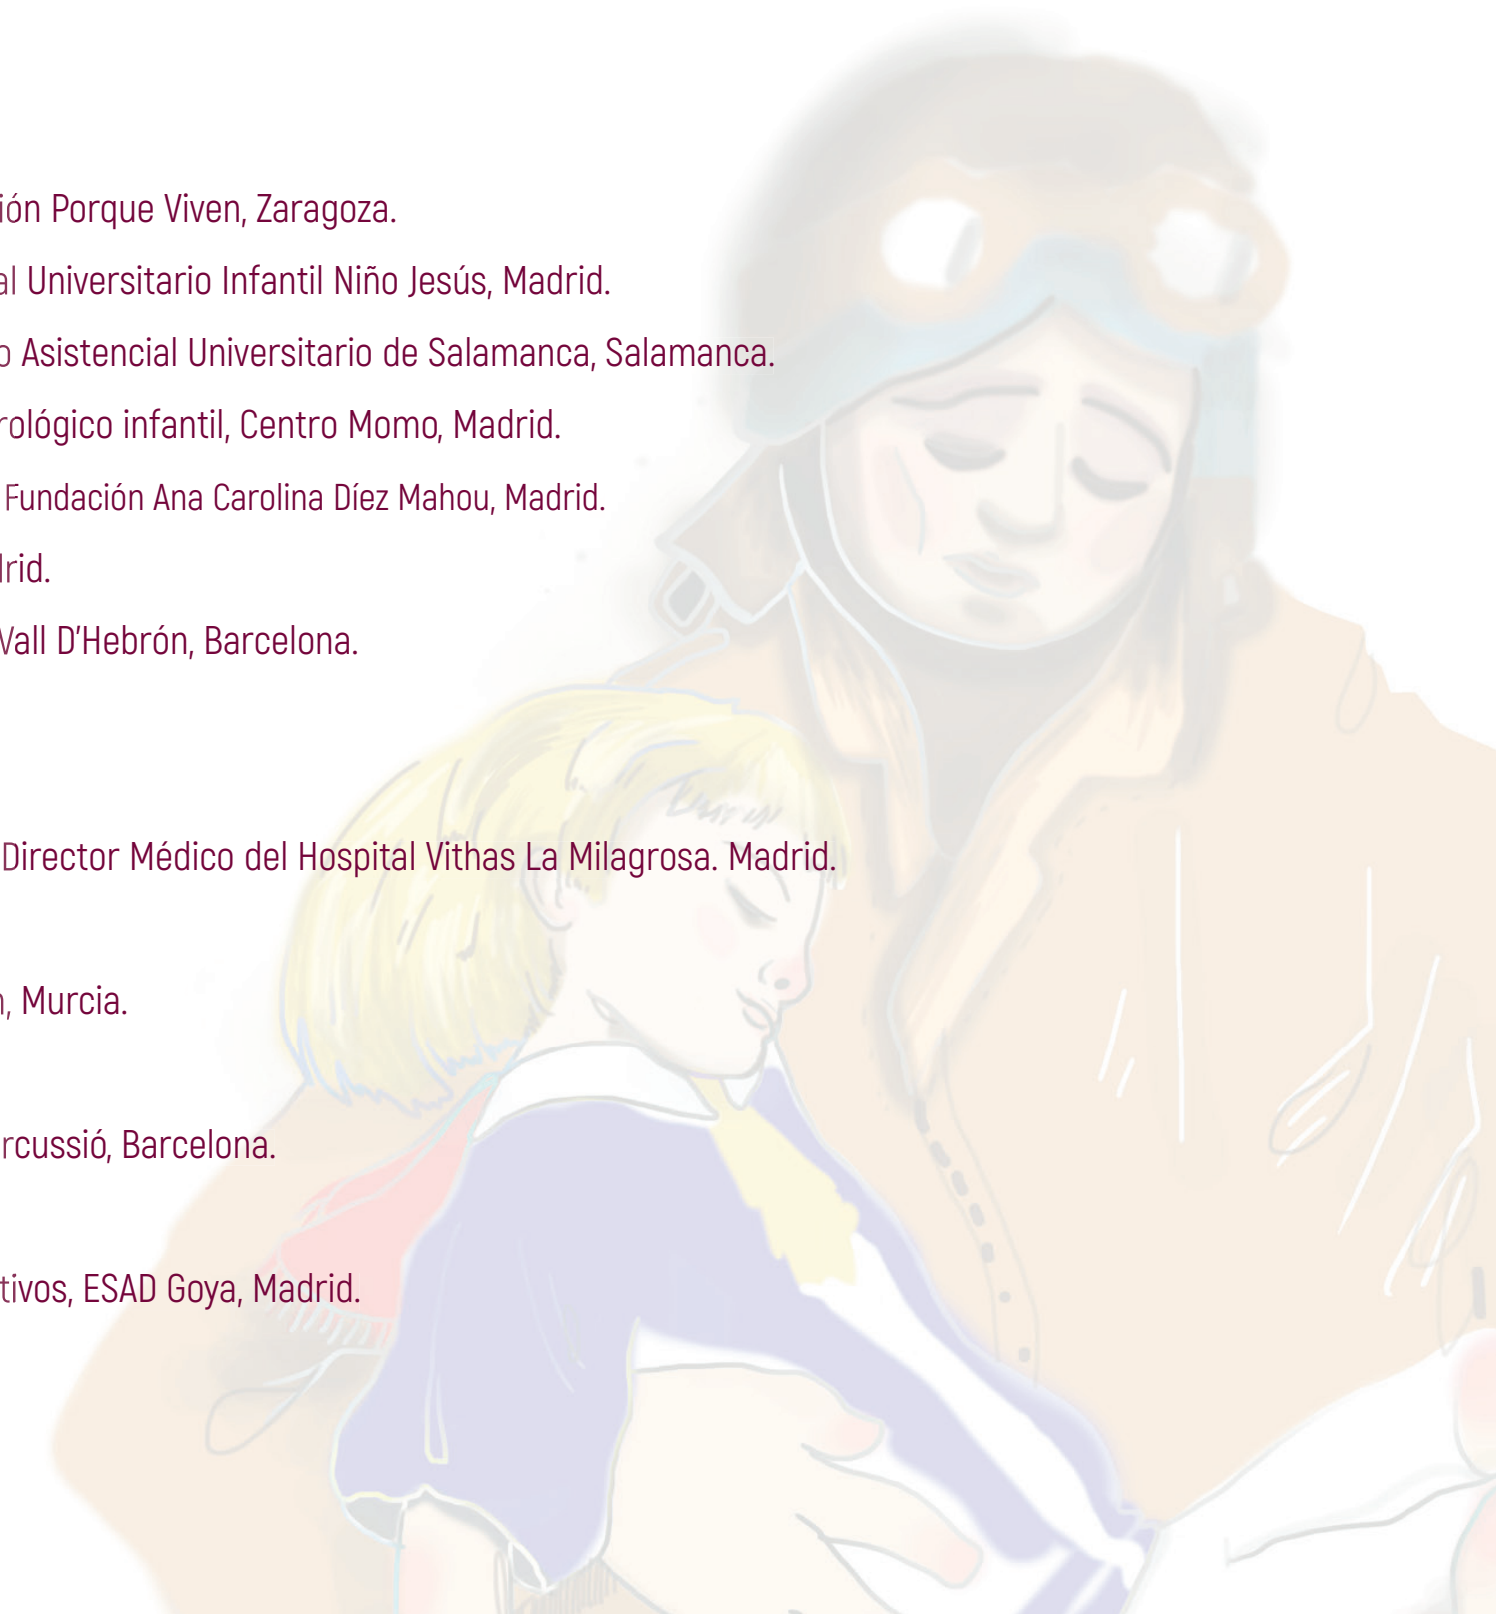 ión Porque Viven, Zaragoza.
al Universitario Infantil Niño Jesús, Madrid.
o Asistencial Universitario de Salamanca, Salamanca.
rológico infantil, Centro Momo, Madrid.
Fundación Ana Carolina Díez Mahou, Madrid.
drid.
Vall D'Hebrón, Barcelona.
Director Médico del Hospital Vithas La Milagrosa. Madrid.
n, Murcia.
rcussió, Barcelona.
tivos, ESAD Goya, Madrid.